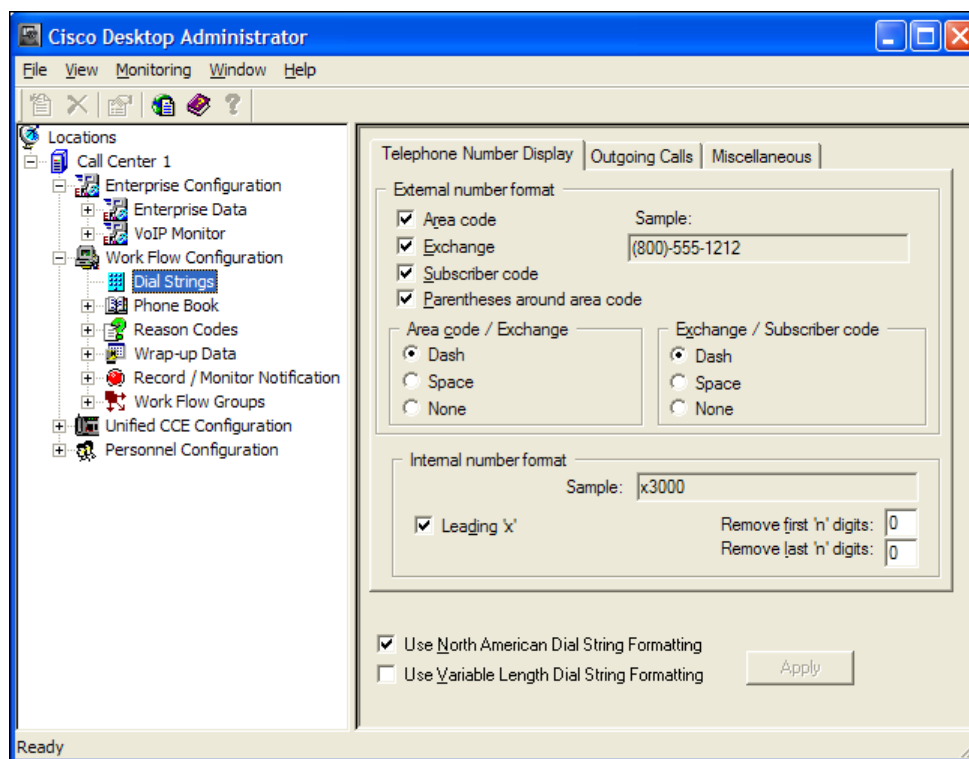 Cisco Desktop Administrator
File View Monitoring Window Help
Locations
Call Center 1
Enterprise Configuration
Enterprise Data
VoIP Monitor
Work Flow Configuration
Dial Strings
Phone Book
Reason Codes
Wrap-up Data
Record / Monitor Notification
Work Flow Groups
Unified CCE Configuration
Personnel Configuration
Telephone Number Display Outgoing Calls Miscellaneous
External number format
Area code Sample:
Exchange (800)-555-1212
Subscriber code
Parentheses around area code
Area code / Exchange Exchange / Subscriber code
Dash Dash
Space Space
None None
Internal number format
Sample: x3000
Leading 'x' Remove first 'n' digits: 0
Remove last 'n' digits: 0
Use North American Dial String Formatting
Use Variable Length Dial String Formatting Apply
Ready